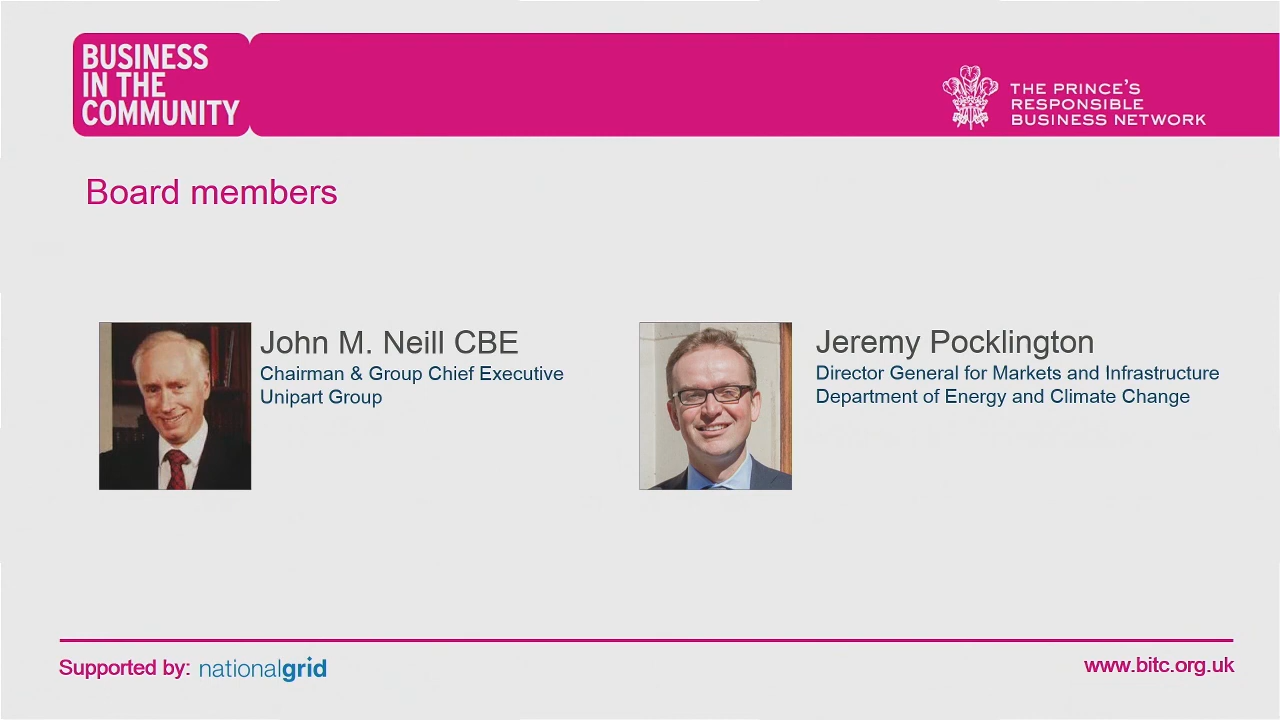 BUSINESS
IN THE
COMMUNITY
THE PRINCE'S
RESPONSIBLE
BUSINESS NETWORK
Board members
John M. Neill CBE
Chairman & Group Chief Executive
Unipart Group
Jeremy Pocklington
Director General for Markets and Infrastructure
Department of Energy and Climate Change
Supported by: nationalgrid
www.bitc.org.uk